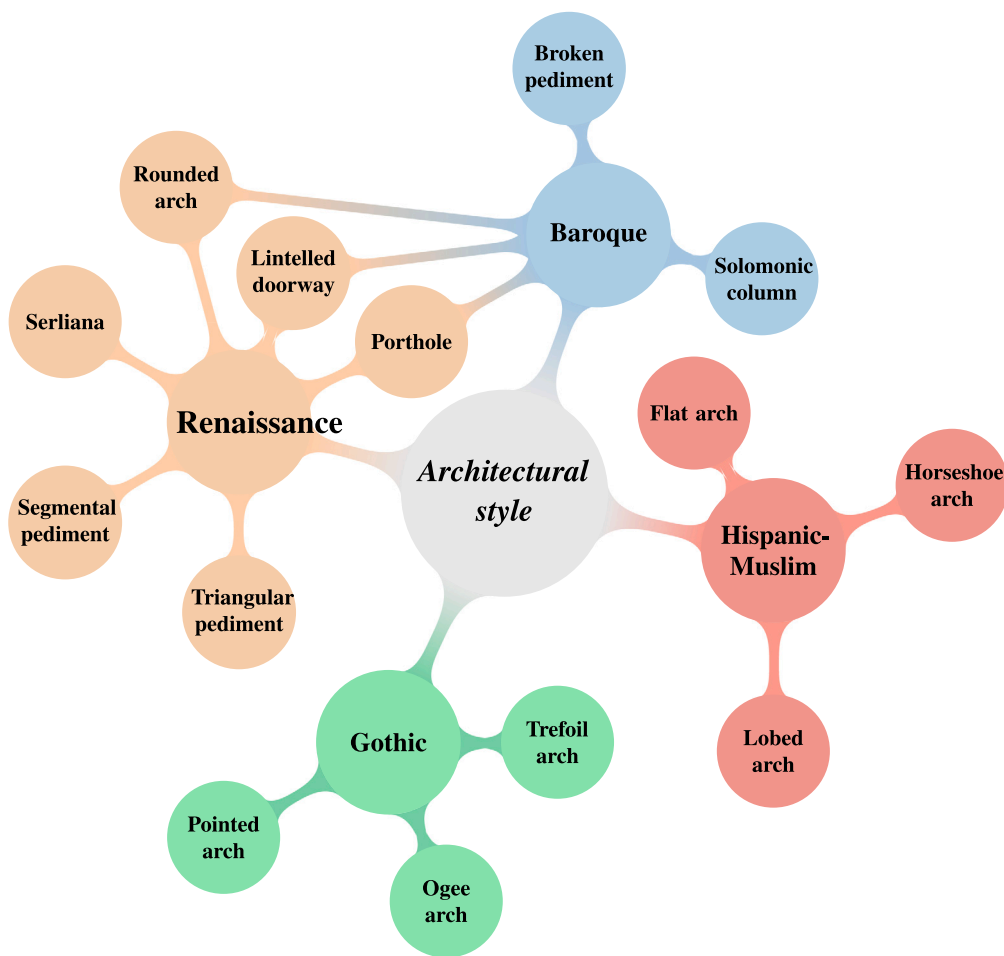 Broken
pediment
Rounded
arch
Baroque
Lintelled
doorway
Solomonic
column
Serliana
Porthole
Renaissance
Flat arch
Architectural
style
Horseshoe
arch
Segmental
pediment
Hispanic-
Muslim
Triangular
pediment
Gothic
Trefoil
arch
Lobed
arch
Pointed
arch
Ogee
arch